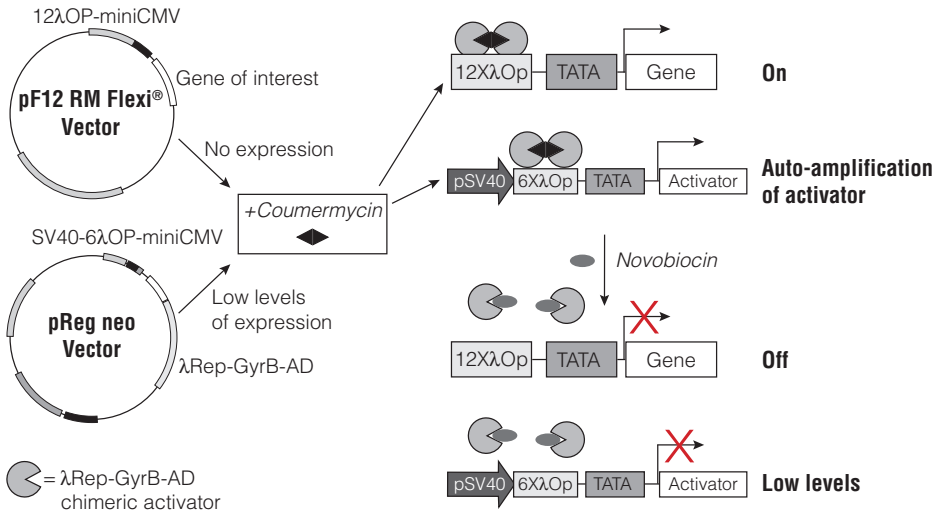 12λOP-miniCMV
pF12 RM Flexi®
Vector
Gene of interest
No expression
+Coumermycin
SV40-6λOP-miniCMV
pReg neo
Vector
Low levels
of expression
λRep-GyrB-AD
= λRep-GyrB-AD
chimeric activator
12XλOp
TATA
Gene
On
pSV40
6XλOp
TATA
Activator
Auto-amplification
of activator
Novobiocin
12XλOp
TATA
Gene
Off
pSV40
6XλOp
TATA
Activator
Low levels